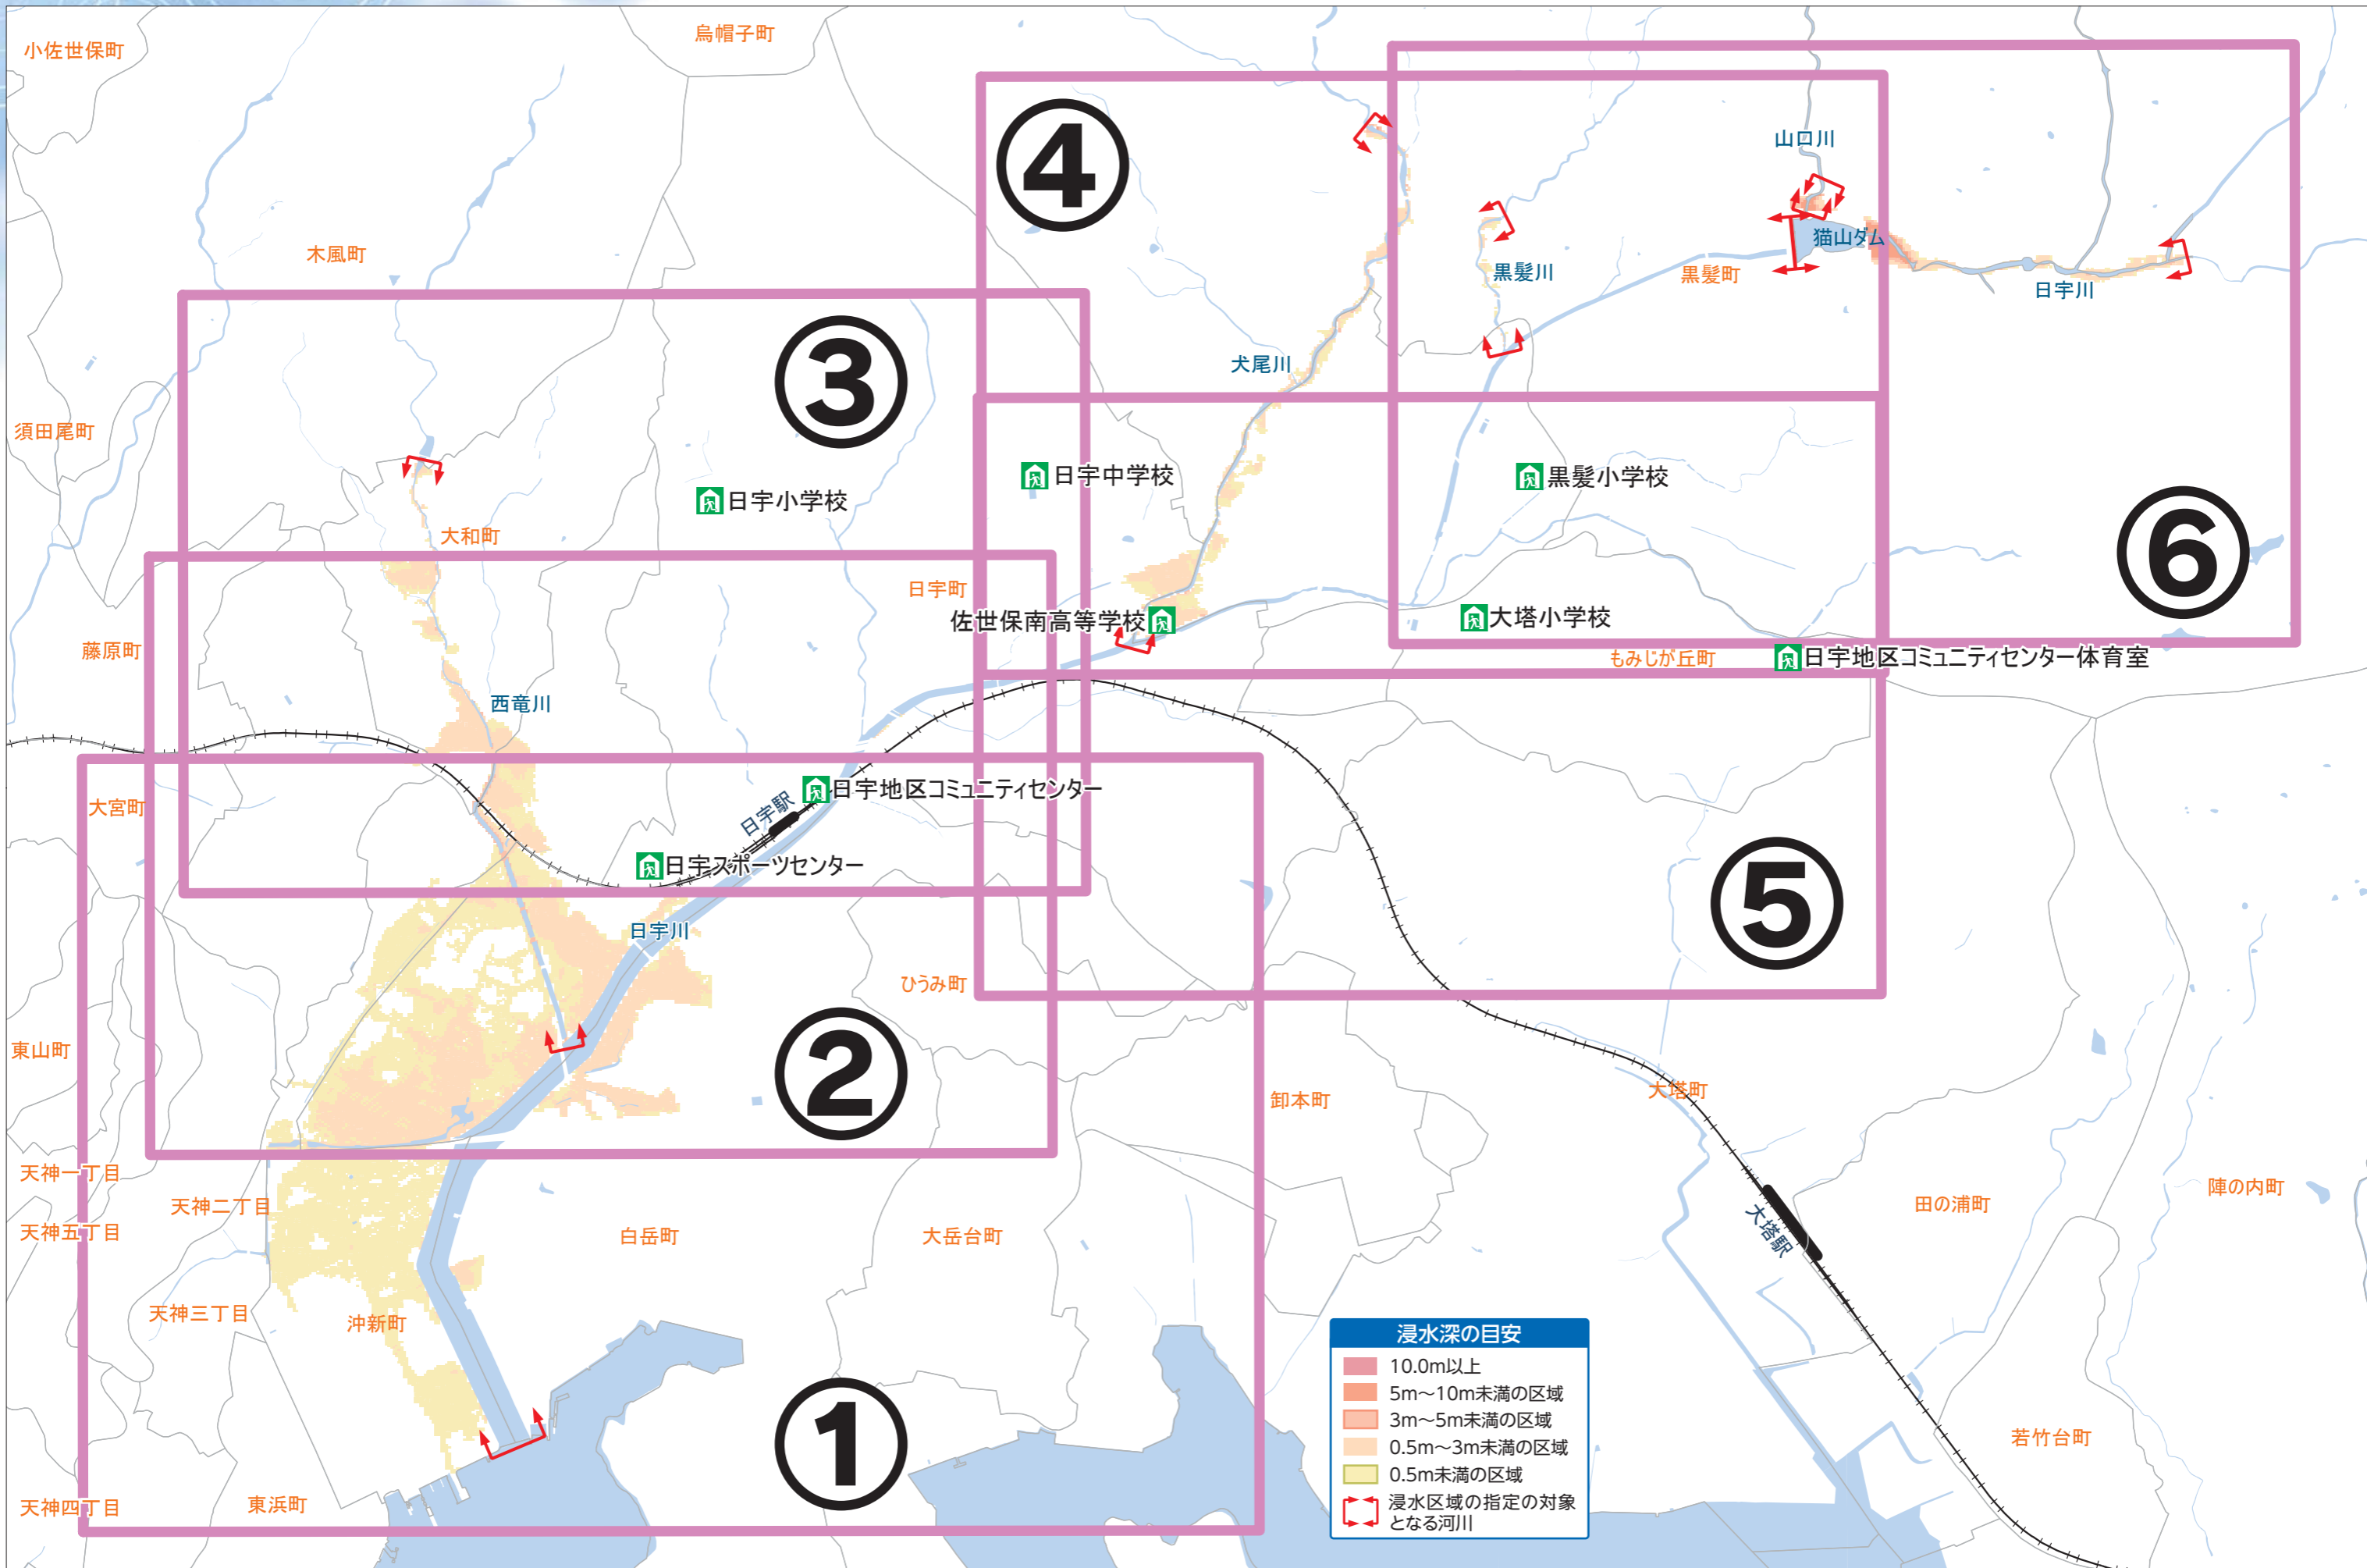 小佐世保町
烏帽子町
④
山口川
木風町
猫山ダム
黒髪川
黒髪町
日宇川
③
犬尾川
須田尾町
日宇中学校
黒髪小学校
日宇小学校
大和町
⑥
日宇町
佐世保南高等学校
大塔小学校
藤原町
もみじが丘町
日宇地区コミュニティセンター体育室
西竜川
日宇地区コミュニティセンター
大宮町
日宇駅
日宇スポーツセンター
⑤
日宇川
ひうみ町
東山町
②
卸本町
大塔町
天神一丁目
天神二丁目
天神五丁目
白岳町
大岳台町
大塔駅
田の浦町
陣の内町
天神三丁目
沖新町
浸水深の目安
10.0m以上
5m~10m未満の区域
3m~5m未満の区域
0.5m~3m未満の区域
0.5m未満の区域
浸水区域の指定の対象
となる河川
①
若竹台町
天神四丁目
東浜町